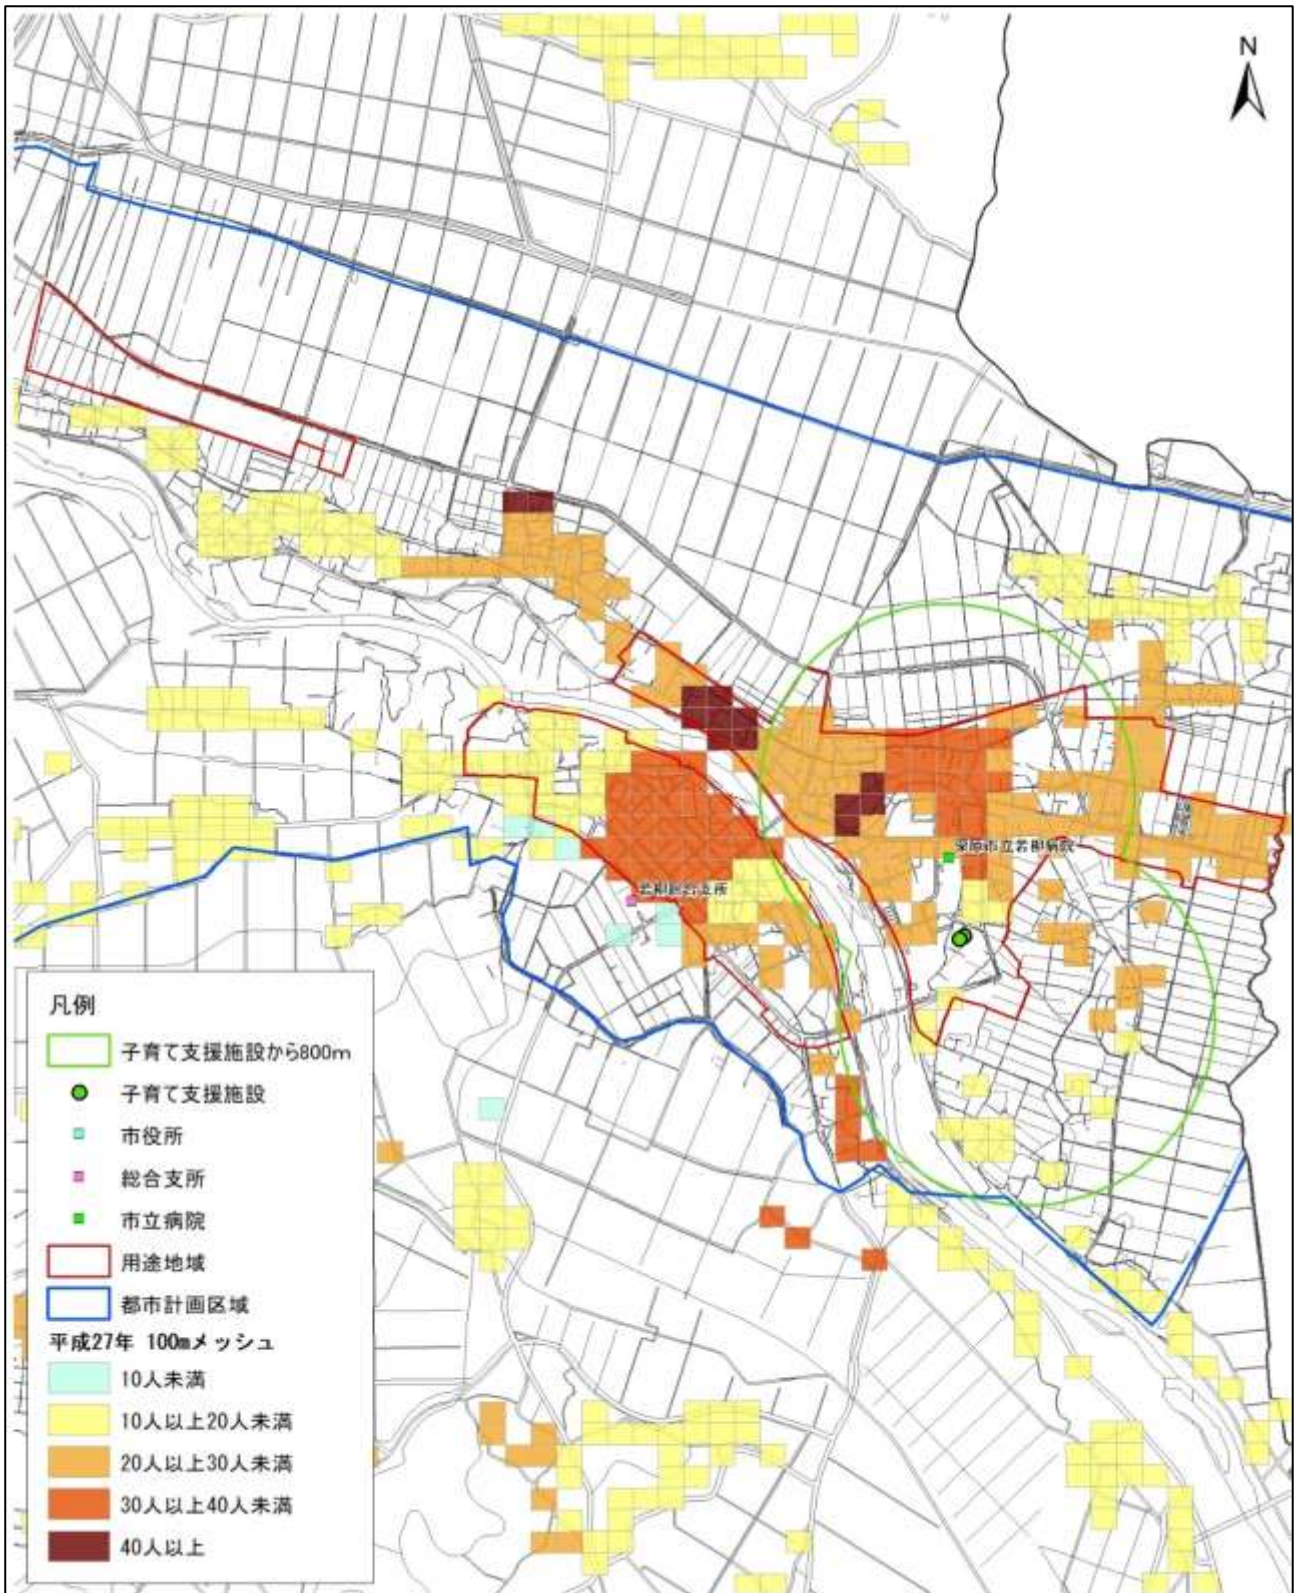 N
栗原市立若柳病院
若柳総合支所
凡例
子育て支援施設から800m
子育て支援施設
市役所
総合支所
市立病院
用途地域
都市計画区域
平成27年 100mメッシュ
10人未満
10人以上20人未満
20人以上30人未満
30人以上40人未満
40人以上